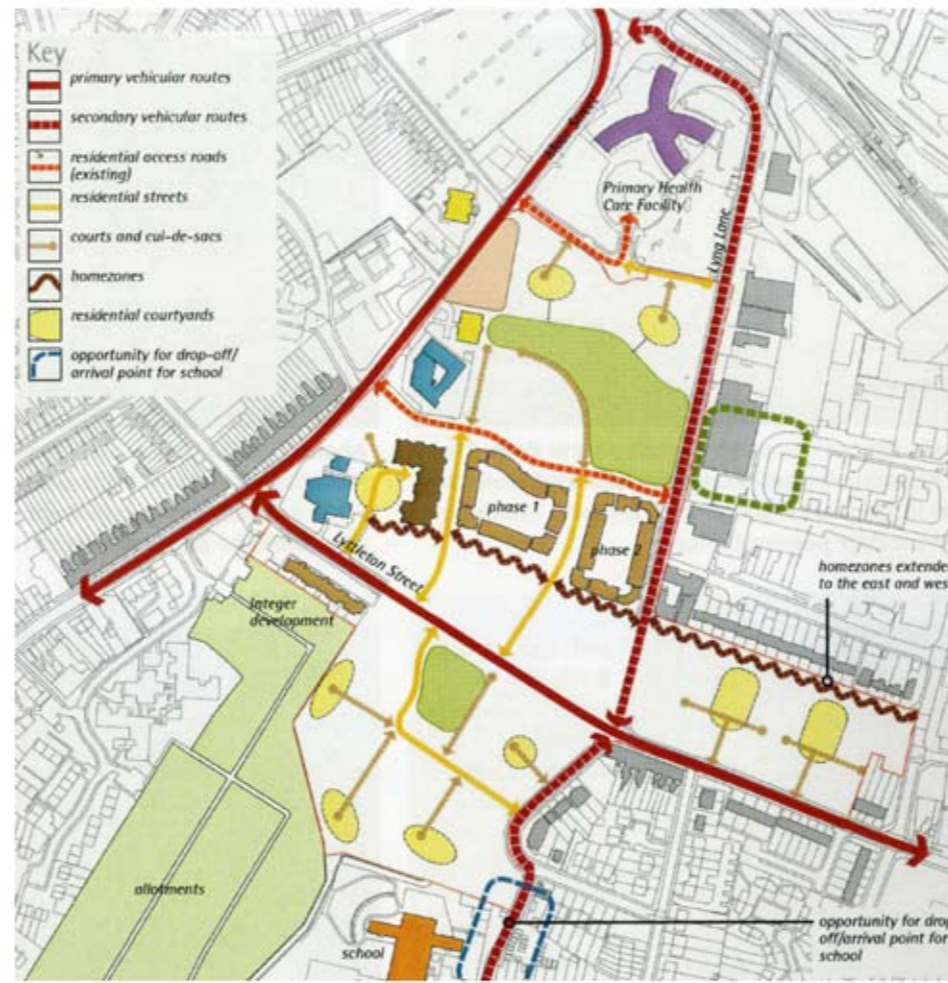 Key
primary vehicular routes
secondary vehicular routes
residential access roads
(existing)
residential streets
courts and cul-de-sacs
homezones
residential courtyards
opportunity for drop-off/
arrival point for school
Primary Health
Care Facility
Lyng Lane
phase 1
phase 2
Lyttleton Street
Integer
development
homezones extende
to the east and wes
allotments
school
opportunity for drop
off/arrival point for
school